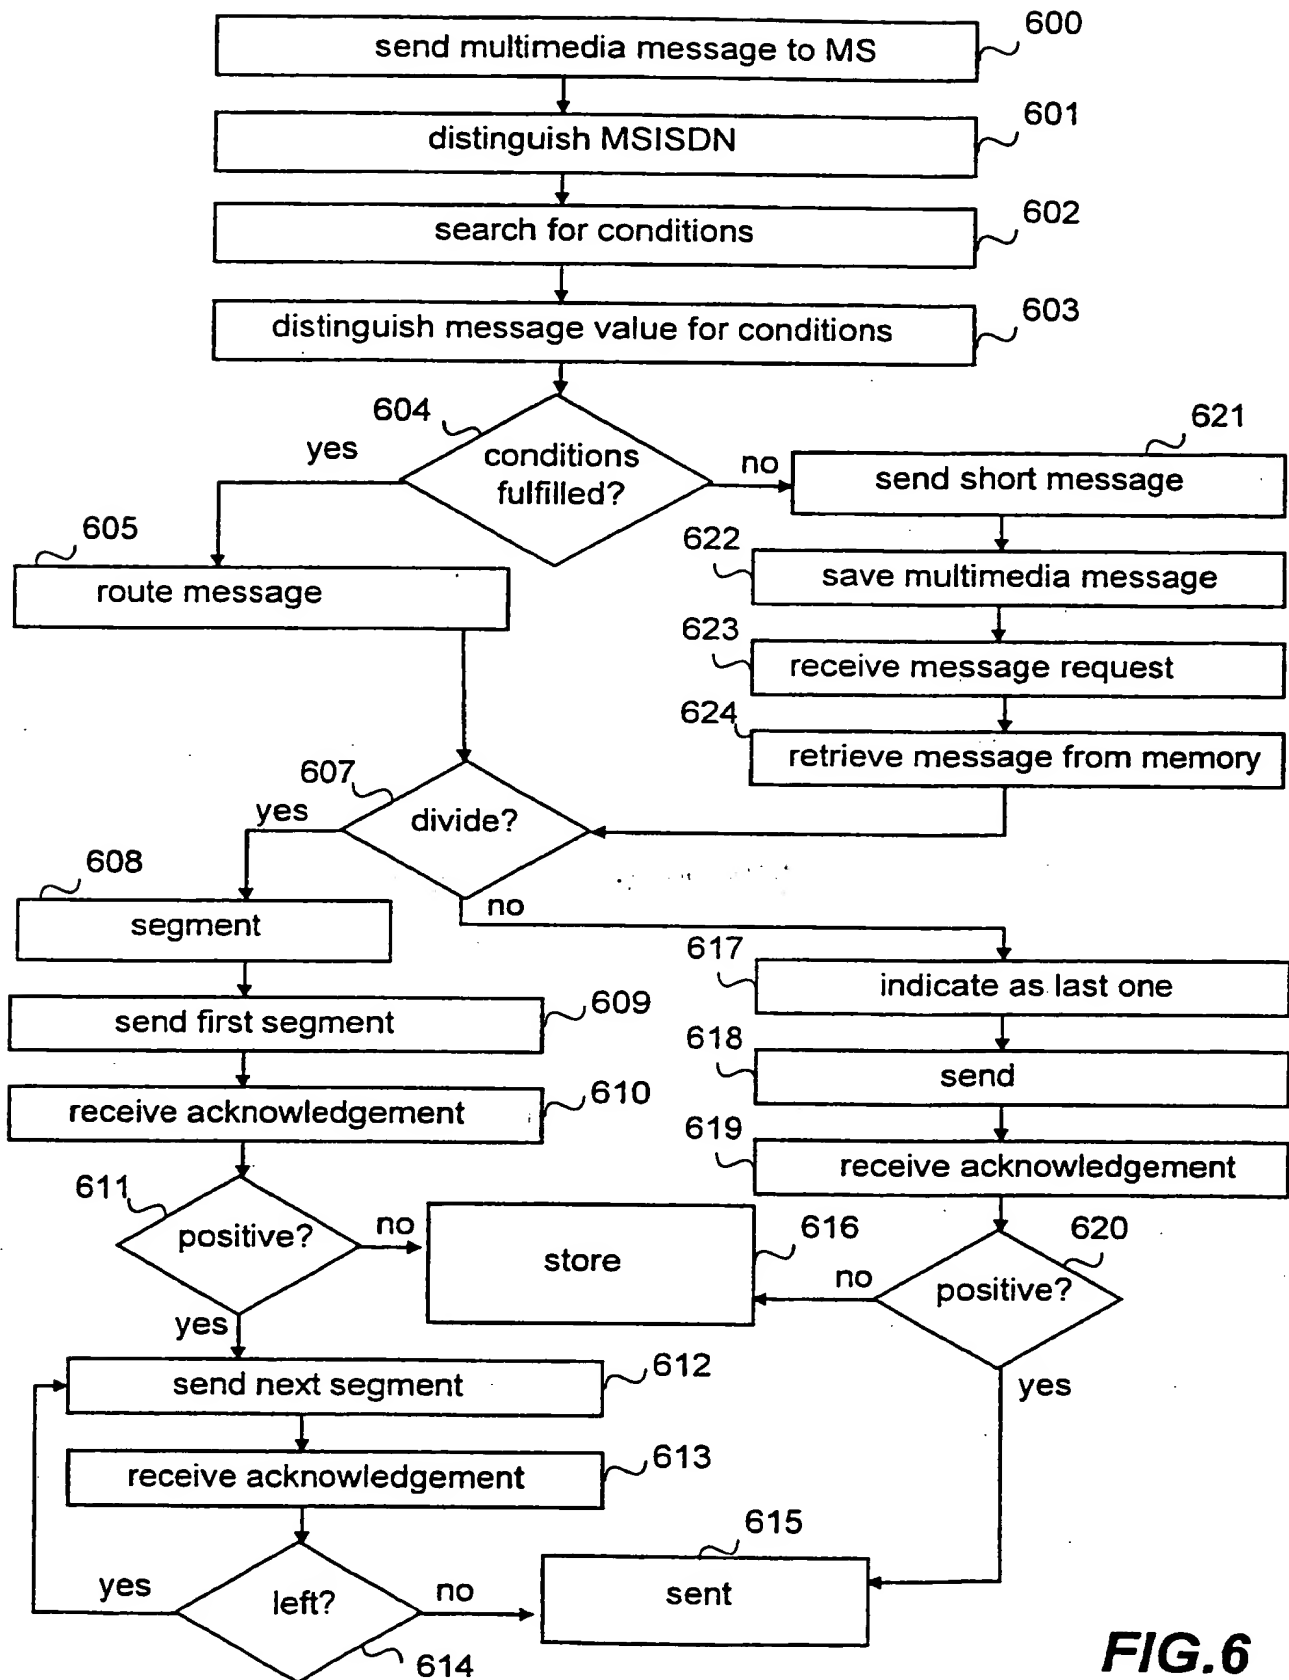 send multimedia message to MS
600
distinguish MSISDN
601
search for conditions
602
distinguish message value for conditions
603
604
conditions
fulfilled?
yes
no
621
send short message
605
route message
622
save multimedia message
623
receive message request
624
retrieve message from memory
607
divide?
yes
no
608
segment
617
indicate as last one
send first segment
609
618
send
receive acknowledgement
610
619
receive acknowledgement
611
positive?
no
yes
store
616
620
positive?
no
yes
send next segment
612
receive acknowledgement
613
left?
yes
no
614
615
sent
FIG.6